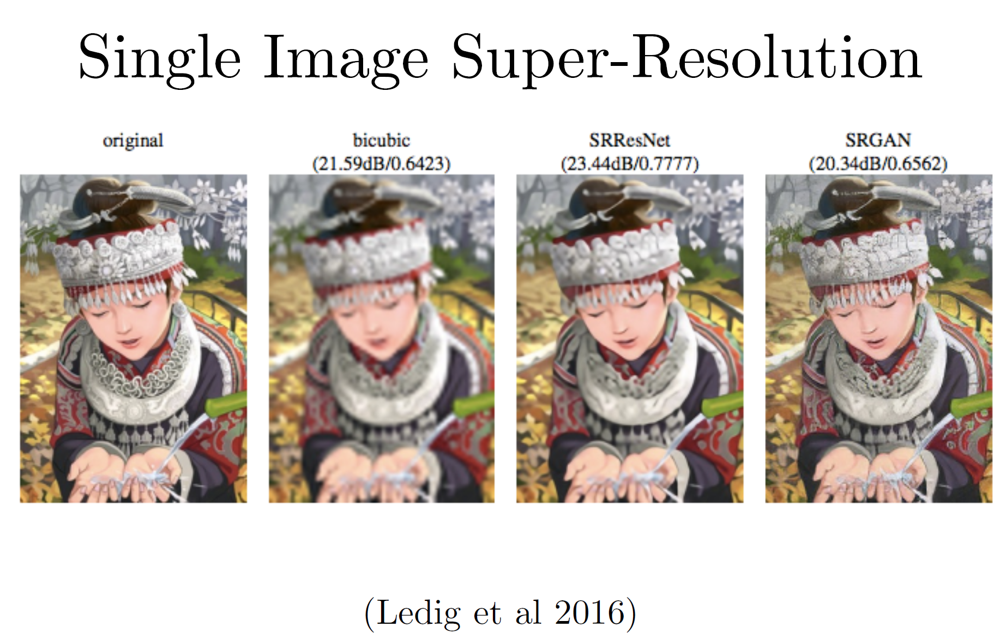 Single Image Super-Resolution
original
bicubic
(21.59dB/0.6423)
SRResNet
(23.44dB/0.7777)
SRGAN
(20.34dB/0.6562)
(Ledig et al 2016)